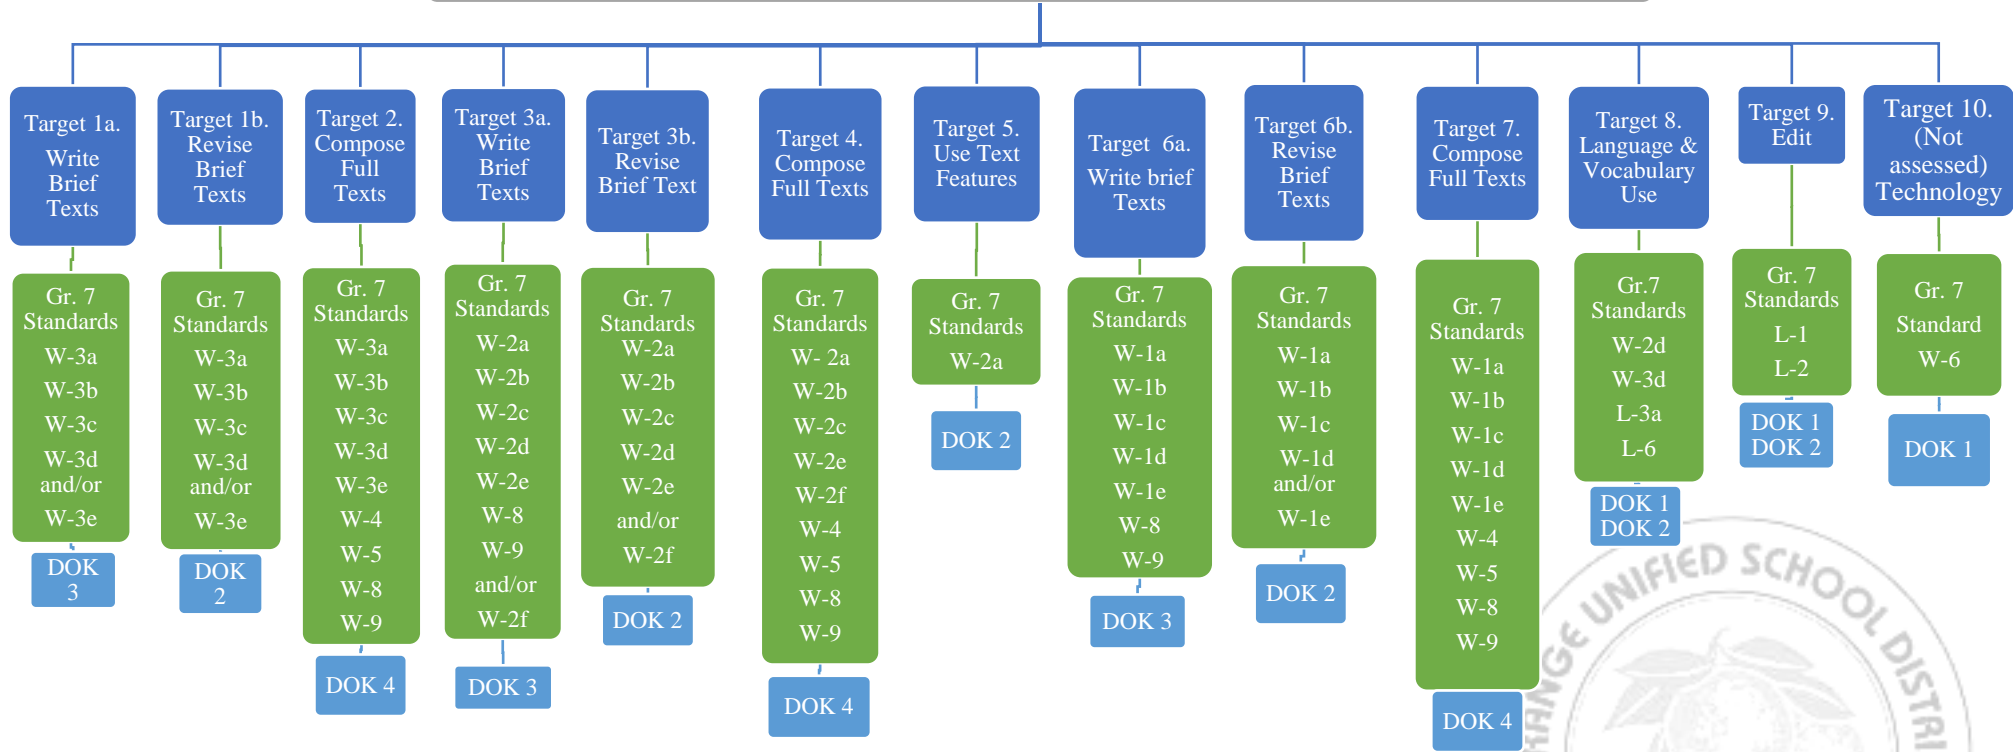 Target 1a.
Write
Brief
Texts
Gr. 7
Standards
W-3a
W-3b
W-3c
W-3d
and/or
W-3e
DOK
3
Target 1b.
Revise
Brief
Texts
Gr. 7
Standards
W-3a
W-3b
W-3c
W-3d
and/or
W-3e
DOK
2
Target 2.
Compose
Full
Texts
Gr. 7
Standards
W-3a
W-3b
W-3c
W-3d
W-3e
W-4
W-5
W-8
W-9
DOK 4
Target 3a.
Write
Brief
Texts
Gr. 7
Standards
W-2a
W-2b
W-2c
W-2d
W-2e
W-8
W-9
and/or
W-2f
DOK 3
Target 3b.
Revise
Brief Text
Gr. 7
Standards
W-2a
W-2b
W-2c
W-2d
W-2e
and/or
W-2f
DOK 2
Target 4.
Compose
Full Texts
Gr. 7
Standards
W- 2a
W-2b
W-2c
W-2e
W-2f
W-4
W-5
W-8
W-9
DOK 4
Target 5.
Use Text
Features
Gr. 7
Standards
W-2a
DOK 2
Target 6a.
Write brief
Texts
Gr. 7
Standards
W-1a
W-1b
W-1c
W-1d
W-1e
W-8
W-9
DOK 3
Target 6b.
Revise
Brief
Texts
Gr. 7
Standards
W-1a
W-1b
W-1c
W-1d
and/or
W-1e
DOK 2
Target 7.
Compose
Full Texts
Gr. 7
Standards
W-1a
W-1b
W-1c
W-1d
W-1e
W-4
W-5
W-8
W-9
DOK 4
Target 8.
Language &
Vocabulary
Use
Gr.7
Standards
W-2d
W-3d
L-3a
L-6
DOK 1
DOK 2
Target 9.
Edit
Gr. 7
Standards
L-1
L-2
DOK 1
DOK 2
Target 10.
(Not
assessed)
Technology
Gr. 7
Standard
W-6
DOK 1
UNIFIED SCHOOL